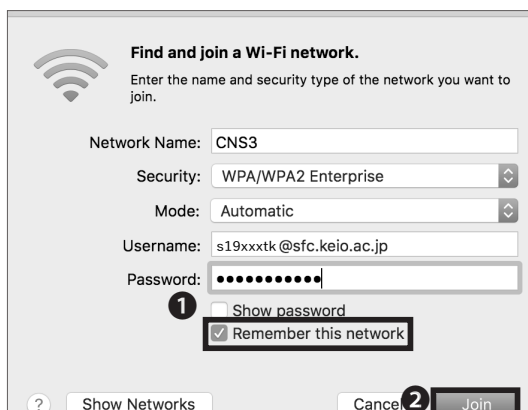 Find and join a Wi-Fi network.
Enter the name and security type of the network you want to
join.
Network Name: CNS3
Security: WPA/WPA2 Enterprise
Mode: Automatic
Username: s19xxxtk@sfc.keio.ac.jp
Password: •••••••••••
❶ Show password
Remember this network
? Show Networks Cancel ❷ Join